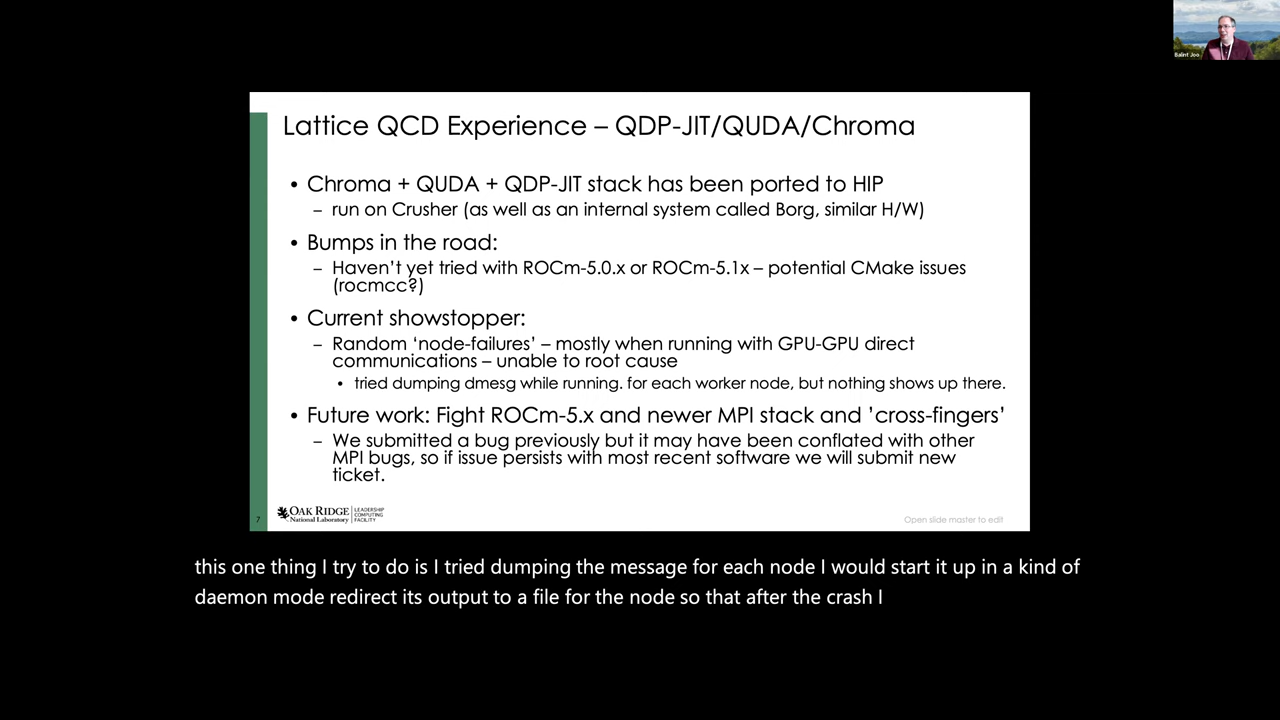 Balint Joo
Lattice QCD Experience – QDP-JIT/QUDA/Chroma
• Chroma + QUDA + QDP-JIT stack has been ported to HIP
– run on Crusher (as well as an internal system called Borg, similar H/W)
• Bumps in the road:
– Haven't yet tried with ROCm-5.0.x or ROCm-5.1x – potential CMake issues
(rocmcc?)
• Current showstopper:
– Random 'node-failures' – mostly when running with GPU-GPU direct
communications – unable to root cause
• tried dumping dmesg while running. for each worker node, but nothing shows up there.
• Future work: Fight ROCm-5.x and newer MPI stack and 'cross-fingers'
– We submitted a bug previously but it may have been conflated with other
MPI bugs, so if issue persists with most recent software we will submit new
ticket.
7
OAK RIDGE
National Laboratory
LEADERSHIP
COMPUTING
FACILITY
Open slide master to edit
this one thing I try to do is I tried dumping the message for each node I would start it up in a kind of
daemon mode redirect its output to a file for the node so that after the crash I